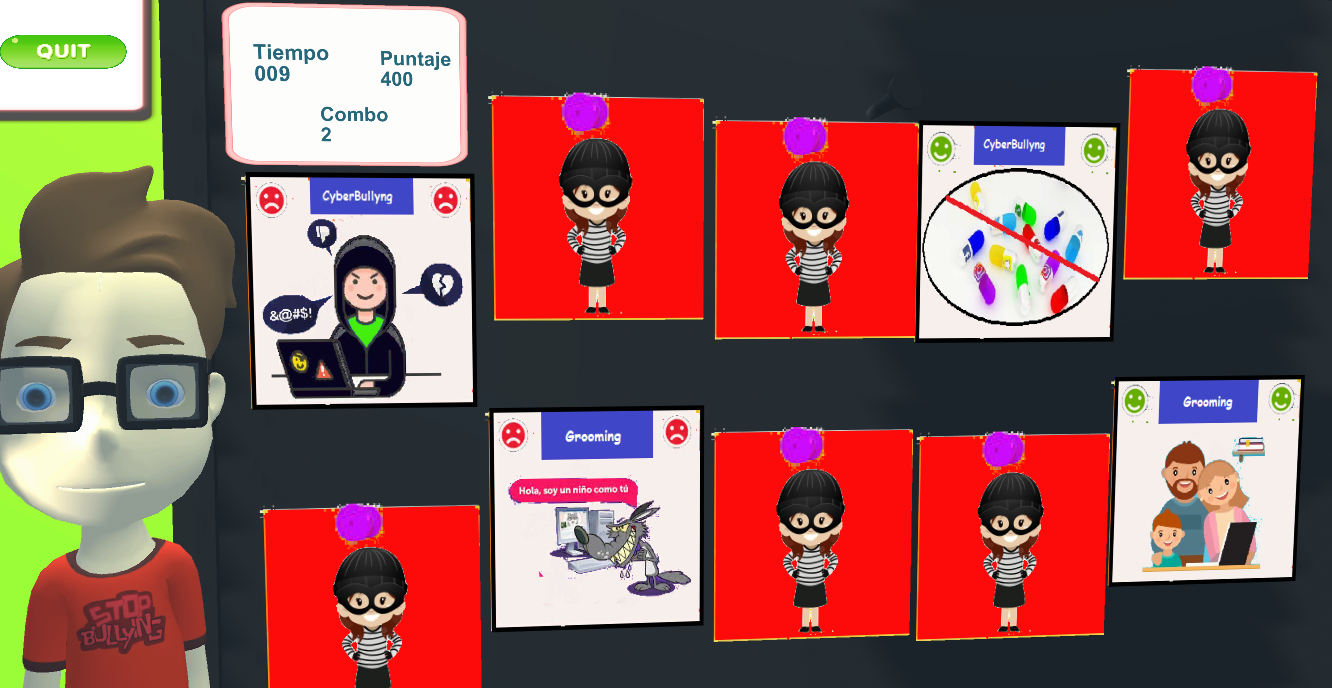 QUIT
Tiempo
009
Puntaje
400
Combo
2
CyberBullyng
&@#$!
CyberBullyng
Grooming
Hola, soy un niño como tú
Grooming
STOP
BULLYING